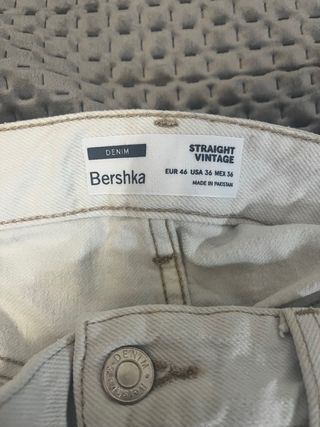 DENIM
Bershka
STRAIGHT
VINTAGE
EUR 46 USA 36 MEX 36
MADE IN PAKISTAN
DENIM